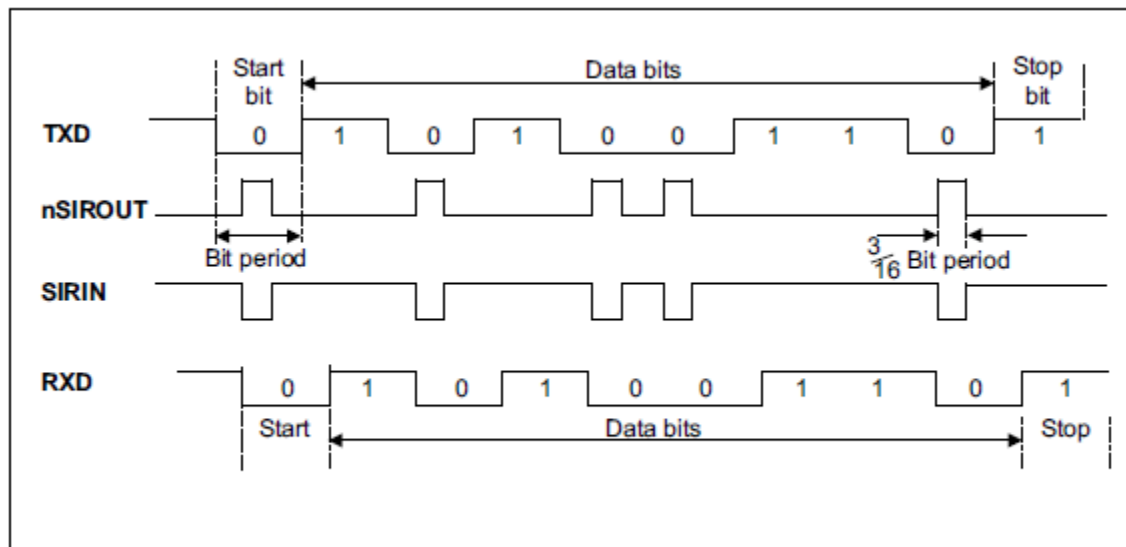 Start
bit
Data bits
Stop
bit
TXD
0 1 0 1 0 0 1 1 0 1
nSIROUT
Bit period
3/16 Bit period
SIRIN
RXD
0 1 0 1 0 0 1 1 0 1
Start Data bits Stop